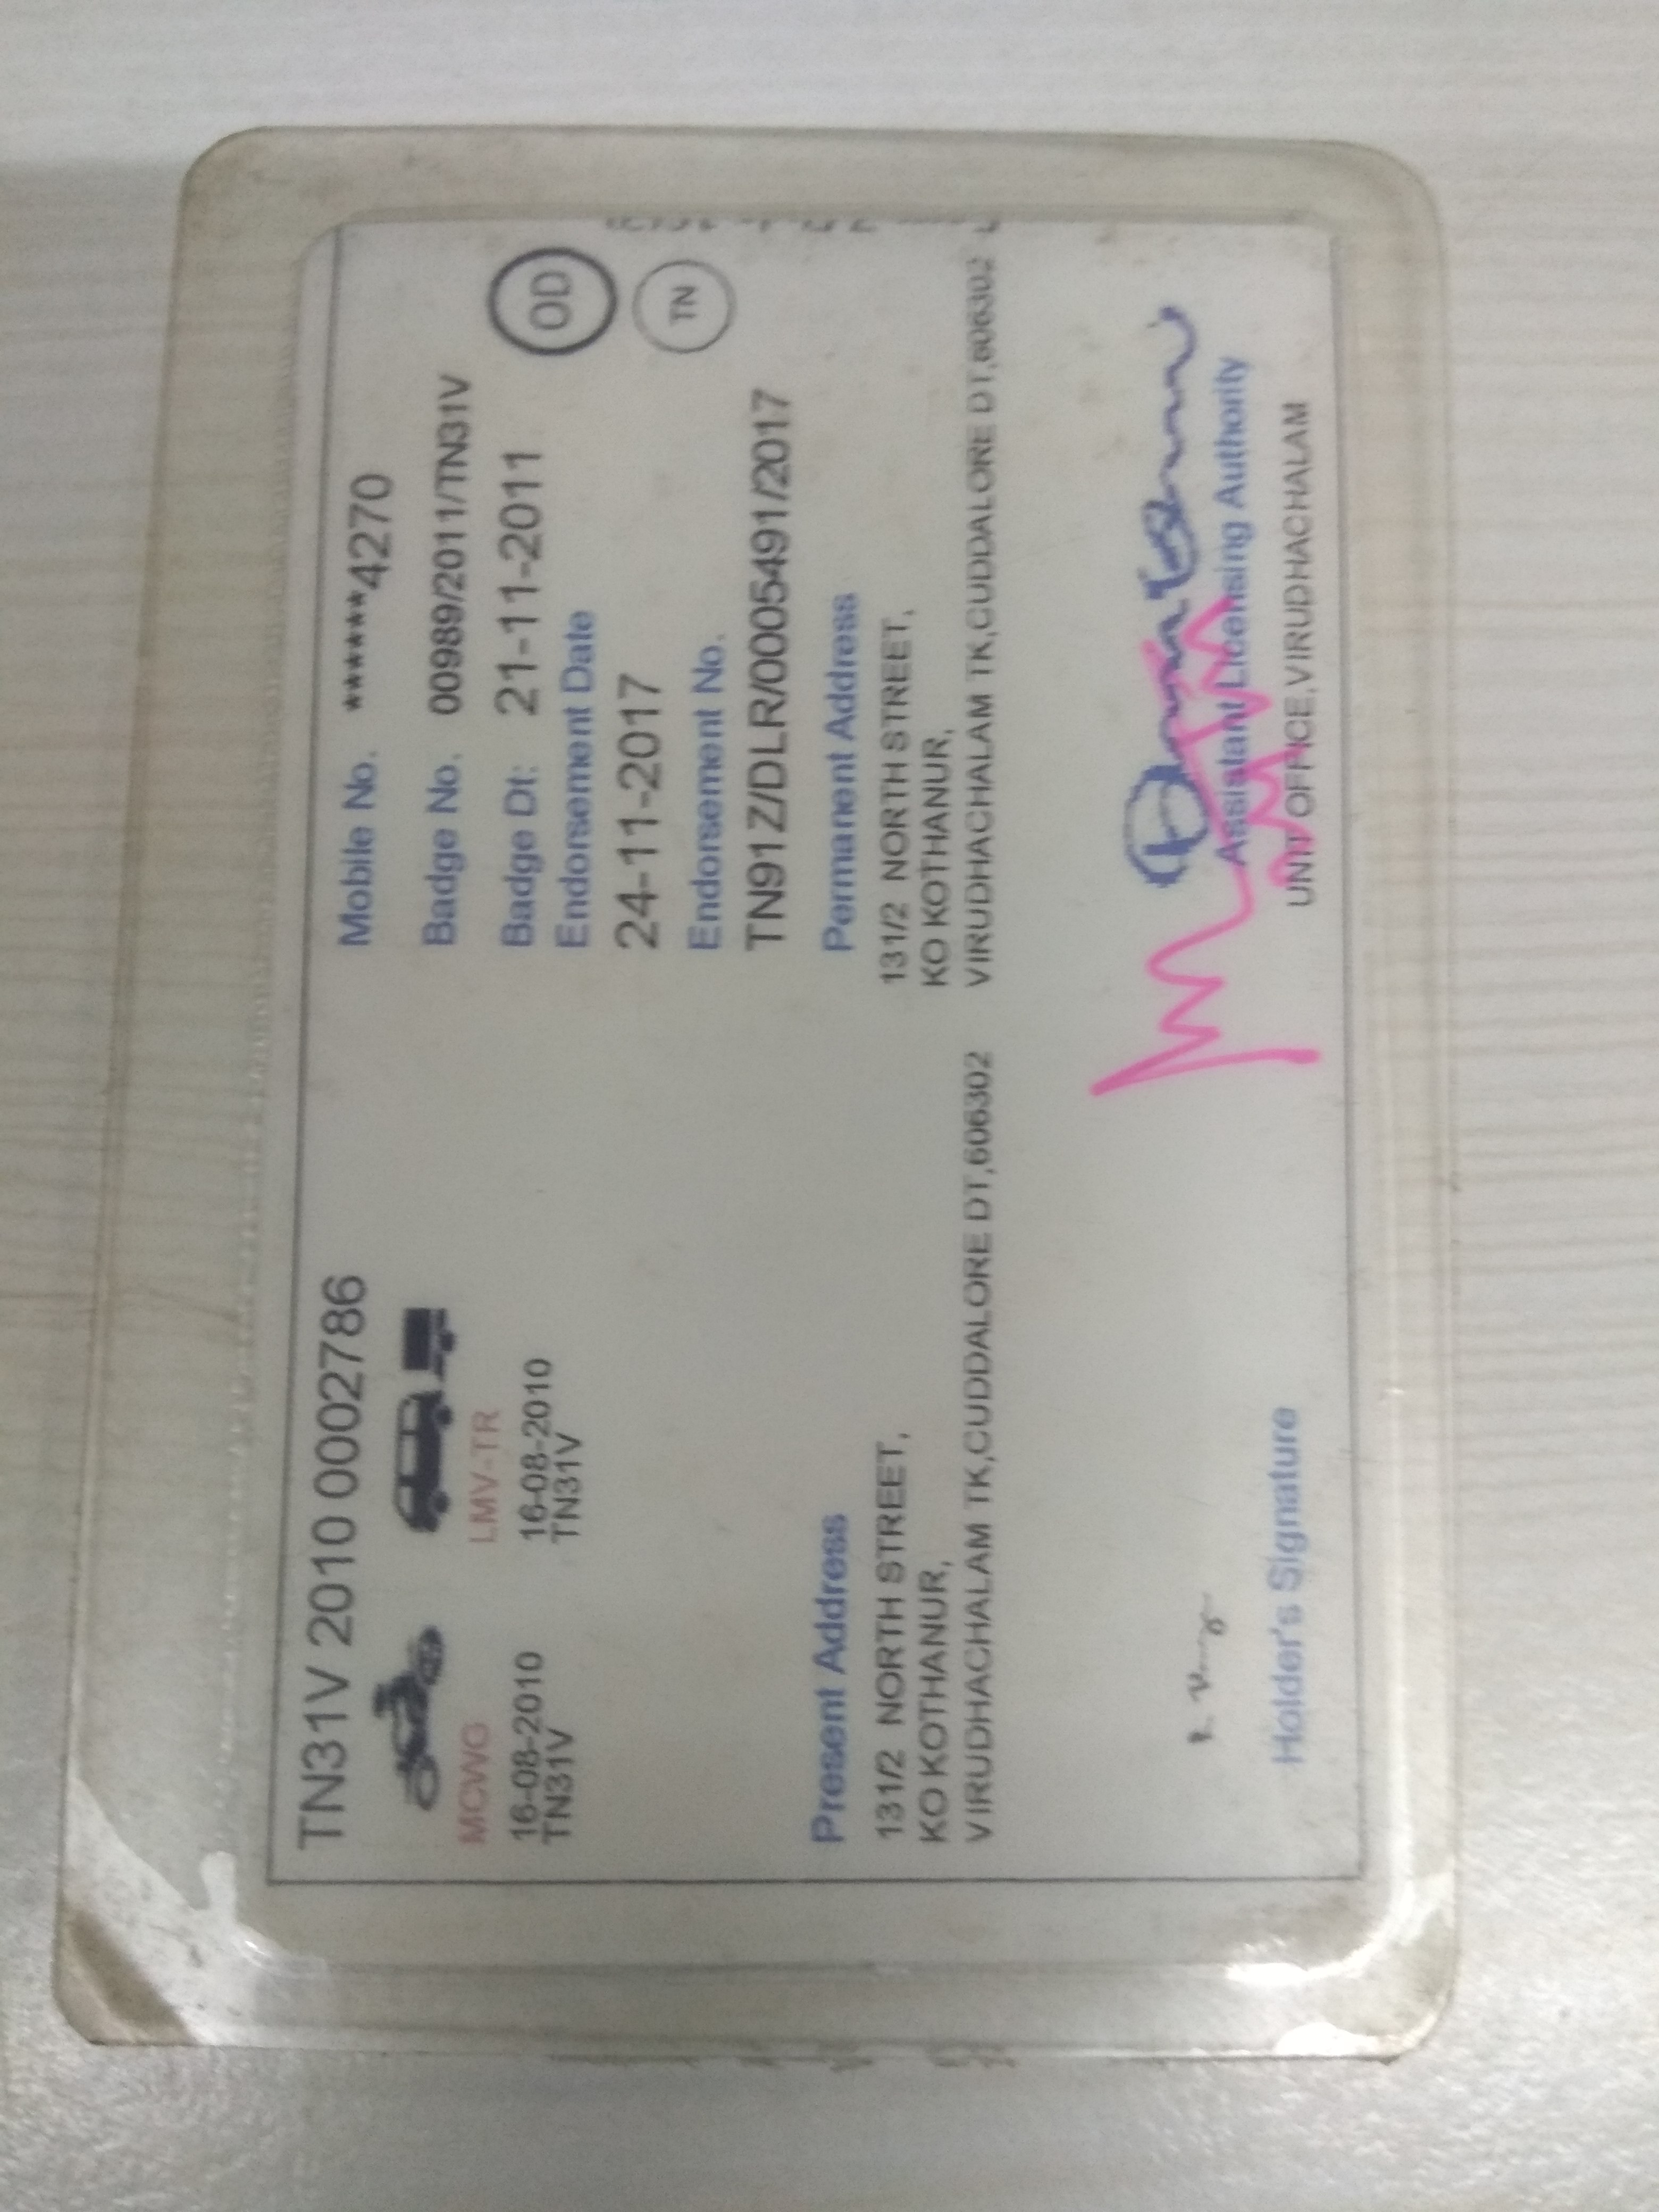 TN31V 2010 0002786
MCWG
16-08-2010
TN31V
LMV-TR
16-08-2010
TN31V
Mobile No. ******4270
Badge No. 00989/2011/TN31V
Badge Dt: 21-11-2011
Endorsement Date
24-11-2017
Endorsement No.
TN91Z/DLR/0005491/2017
OD
TN
Present Address
131/2 NORTH STREET,
KO KOTHANUR,
VIRUDHACHALAM TK,CUDDALORE DT,606302
Permanent Address
131/2 NORTH STREET,
KO KOTHANUR,
VIRUDHACHALAM TK,CUDDALORE DT,606302
Holder's Signature
Assistant Licensing Authority
UNIT OFFICE,VIRUDHACHALAM